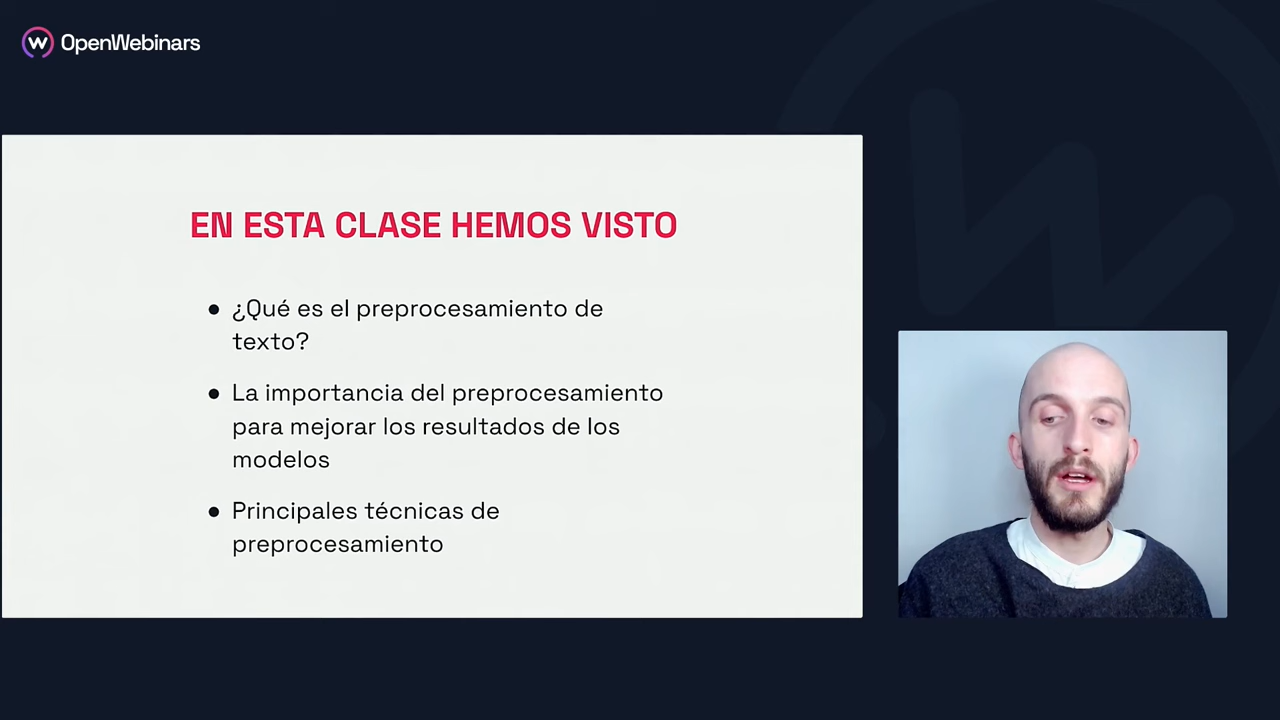 OpenWebinars
EN ESTA CLASE HEMOS VISTO
● ¿Qué es el preprocesamiento de
texto?
● La importancia del preprocesamiento
para mejorar los resultados de los
modelos
● Principales técnicas de
preprocesamiento